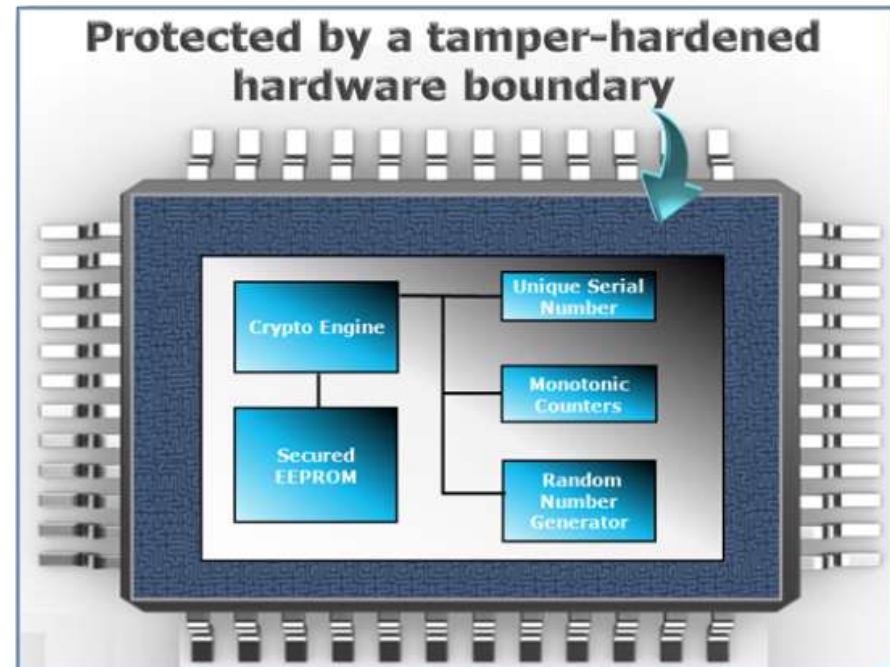 Protected by a tamper-hardened
hardware boundary
Crypto Engine
Secured
EEPROM
Unique Serial
Number
Monotonic
Counters
Random
Number
Generator